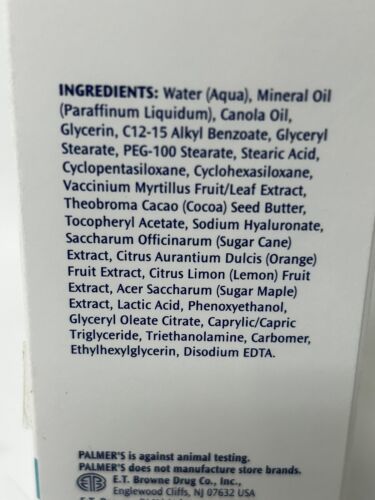 INGREDIENTS: Water (Aqua), Mineral Oil
(Paraffinum Liquidum), Canola Oil,
Glycerin, C12-15 Alkyl Benzoate, Glyceryl
Stearate, PEG-100 Stearate, Stearic Acid,
Cyclopentasiloxane, Cyclohexasiloxane,
Vaccinium Myrtillus Fruit/Leaf Extract,
Theobroma Cacao (Cocoa) Seed Butter,
Tocopheryl Acetate, Sodium Hyaluronate,
Saccharum Officinarum (Sugar Cane)
Extract, Citrus Aurantium Dulcis (Orange)
Fruit Extract, Citrus Limon (Lemon) Fruit
Extract, Acer Saccharum (Sugar Maple)
Extract, Lactic Acid, Phenoxyethanol,
Glyceryl Oleate Citrate, Caprylic/Capric
Triglyceride, Triethanolamine, Carbomer,
Ethylhexylglycerin, Disodium EDTA.
PALMER'S is against animal testing.
PALMER'S does not manufacture store brands.
ETB E.T. Browne Drug Co., Inc.,
Englewood Cliffs, NJ 07632 USA